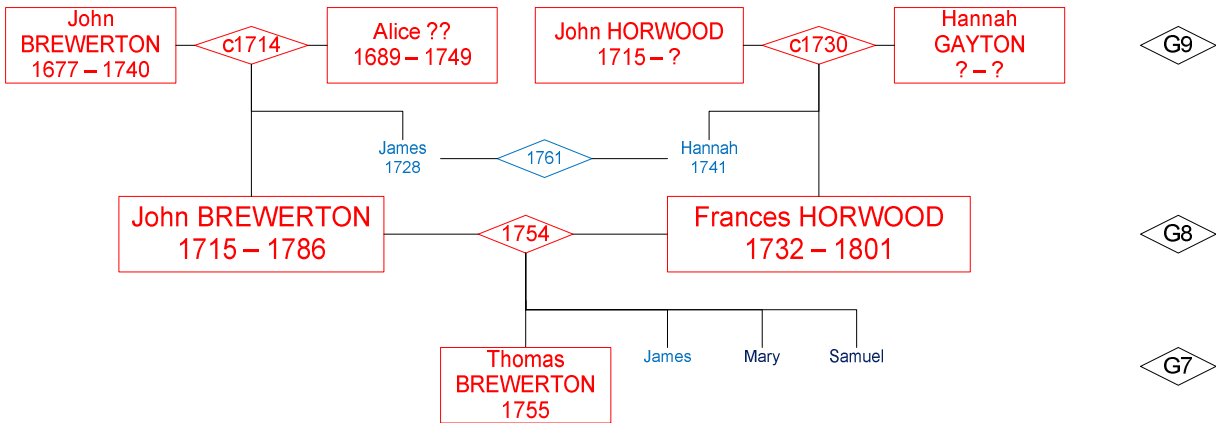 John
BREWERTON
1677 – 1740
c1714
Alice ??
1689 – 1749
John HORWOOD
1715 – ?
c1730
Hannah
GAYTON
? – ?
G9
James
1728
1761
Hannah
1741
John BREWERTON
1715 – 1786
1754
Frances HORWOOD
1732 – 1801
G8
Thomas
BREWERTON
1755
James
Mary
Samuel
G7